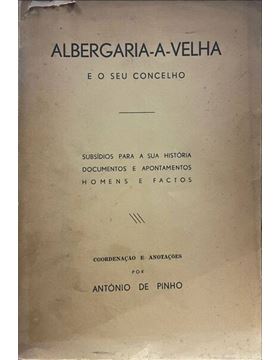 ALBERGARIA-A-VELHA
E O SEU CONCELHO
SUBSÍDIOS PARA A SUA HISTÓRIA
DOCUMENTOS E APONTAMENTOS
HOMENS E FACTOS
COORDENAÇÃO E ANOTAÇÕES
POR
ANTÓNIO DE PINHO